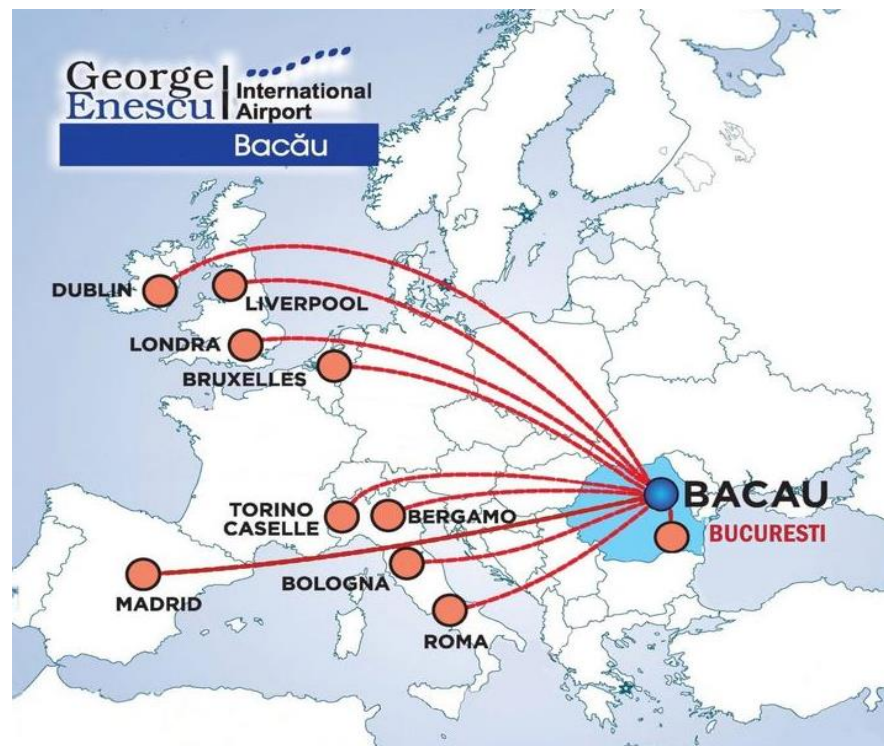 George
Enescu
International
Airport
Bacău
DUBLIN
LIVERPOOL
LONDRA
BRUXELLES
TORINO
CASELLE
BERGAMO
BACAU
BUCURESTI
MADRID
BOLOGNA
ROMA